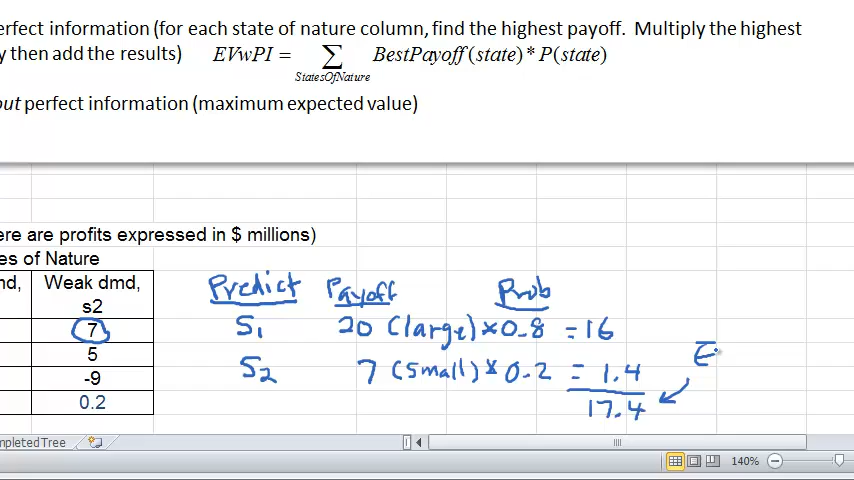 erfect information (for each state of nature column, find the highest payoff. Multiply the highest
y then add the results) EVwPI = ∑ BestPayoff(state)*P(state)
StatesOfNature
out perfect information (maximum expected value)
ere are profits expressed in $ millions)
es of Nature
nd, Weak dmd,
s2
7
5
-9
0.2
Predict Payoff Prob
S1 20 (large) × 0.8 = 16
S2 7 (small) × 0.2 = 1.4
17.4
E
mpletedTree
140%